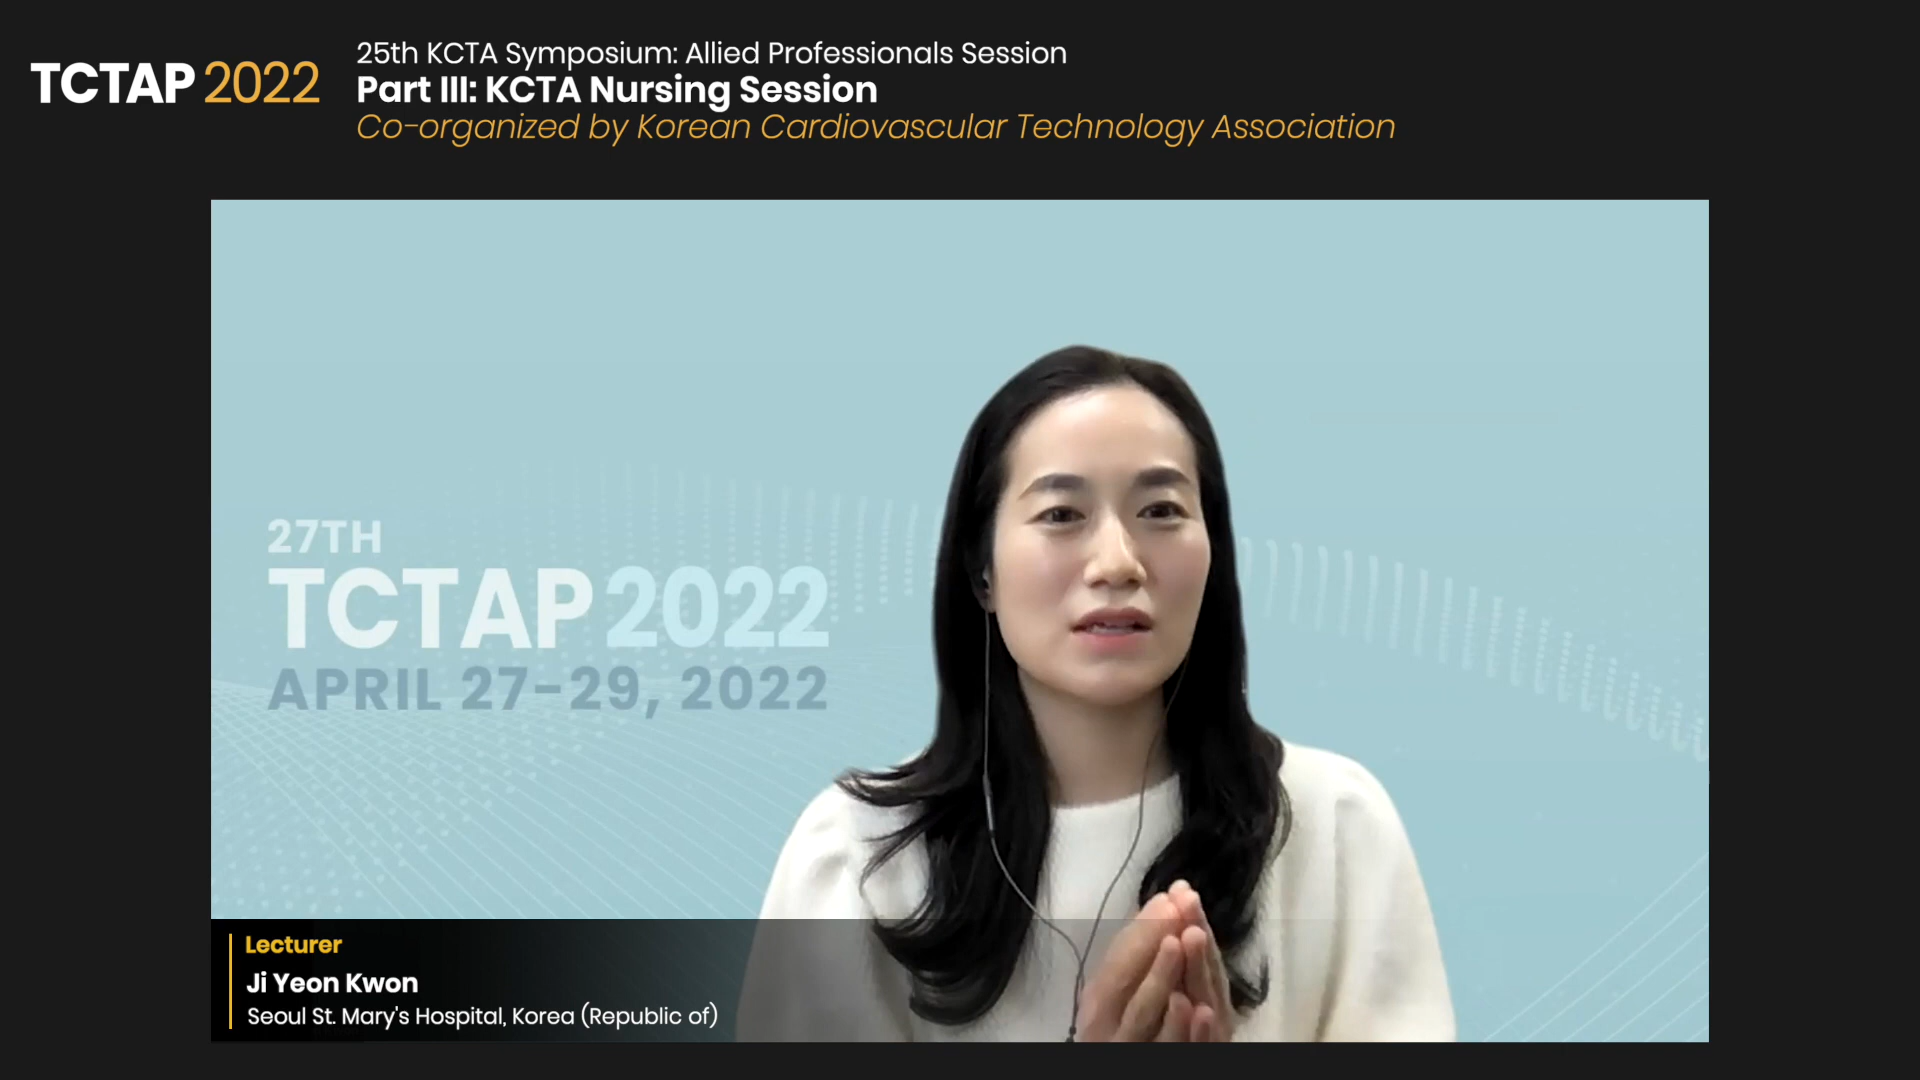 TCTAP 2022
25th KCTA Symposium: Allied Professionals Session
Part III: KCTA Nursing Session
Co-organized by Korean Cardiovascular Technology Association
27TH
TCTAP 2022
APRIL 27-29, 2022
Lecturer
Ji Yeon Kwon
Seoul St. Mary's Hospital, Korea (Republic of)